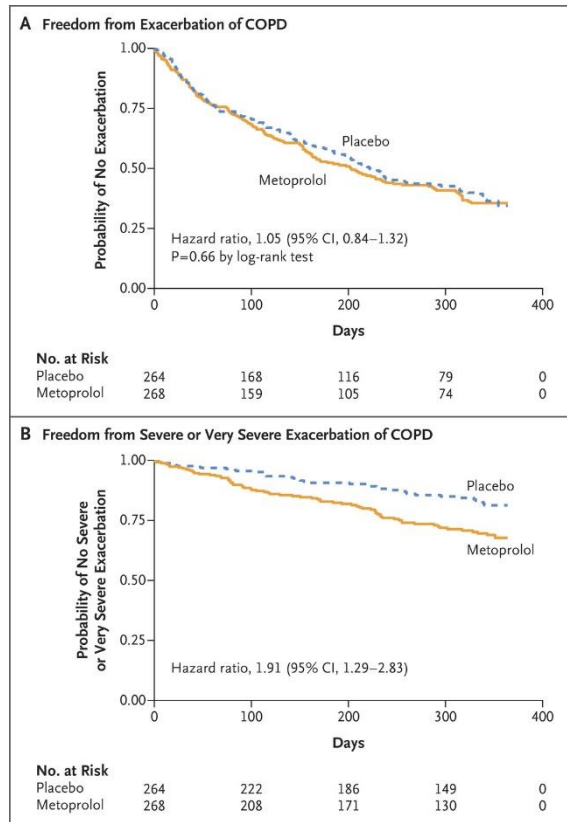 A Freedom from Exacerbation of COPD
Probability of No Exacerbation
1.00
0.75
0.50
0.25
0.00
Placebo
Metoprolol
Hazard ratio, 1.05 (95% CI, 0.84–1.32)
P=0.66 by log-rank test
0 100 200 300 400
Days
No. at Risk
Placebo 264 168 116 79 0
Metoprolol 268 159 105 74 0
B Freedom from Severe or Very Severe Exacerbation of COPD
Probability of No Severe
or Very Severe Exacerbation
1.00
0.75
0.50
0.25
0.00
Placebo
Metoprolol
Hazard ratio, 1.91 (95% CI, 1.29–2.83)
0 100 200 300 400
Days
No. at Risk
Placebo 264 222 186 149 0
Metoprolol 268 208 171 130 0